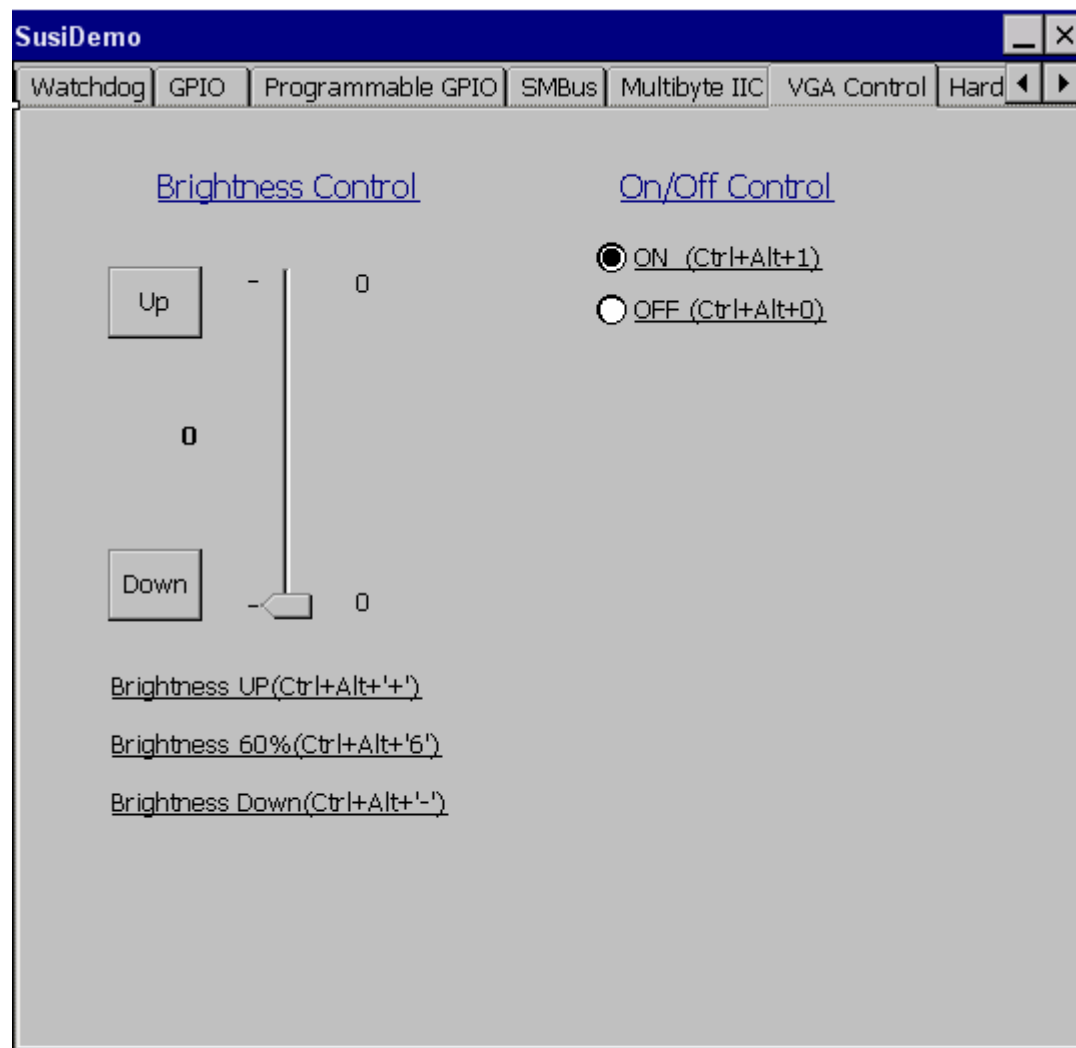 SusiDemo
Watchdog GPIO Programmable GPIO SMBus Multibyte IIC VGA Control Hard
Brightness Control
On/Off Control
Up
0
ON (Ctrl+Alt+1)
OFF (Ctrl+Alt+0)
0
Down
0
Brightness UP(Ctrl+Alt+'+')
Brightness 60%(Ctrl+Alt+'6')
Brightness Down(Ctrl+Alt+'-')